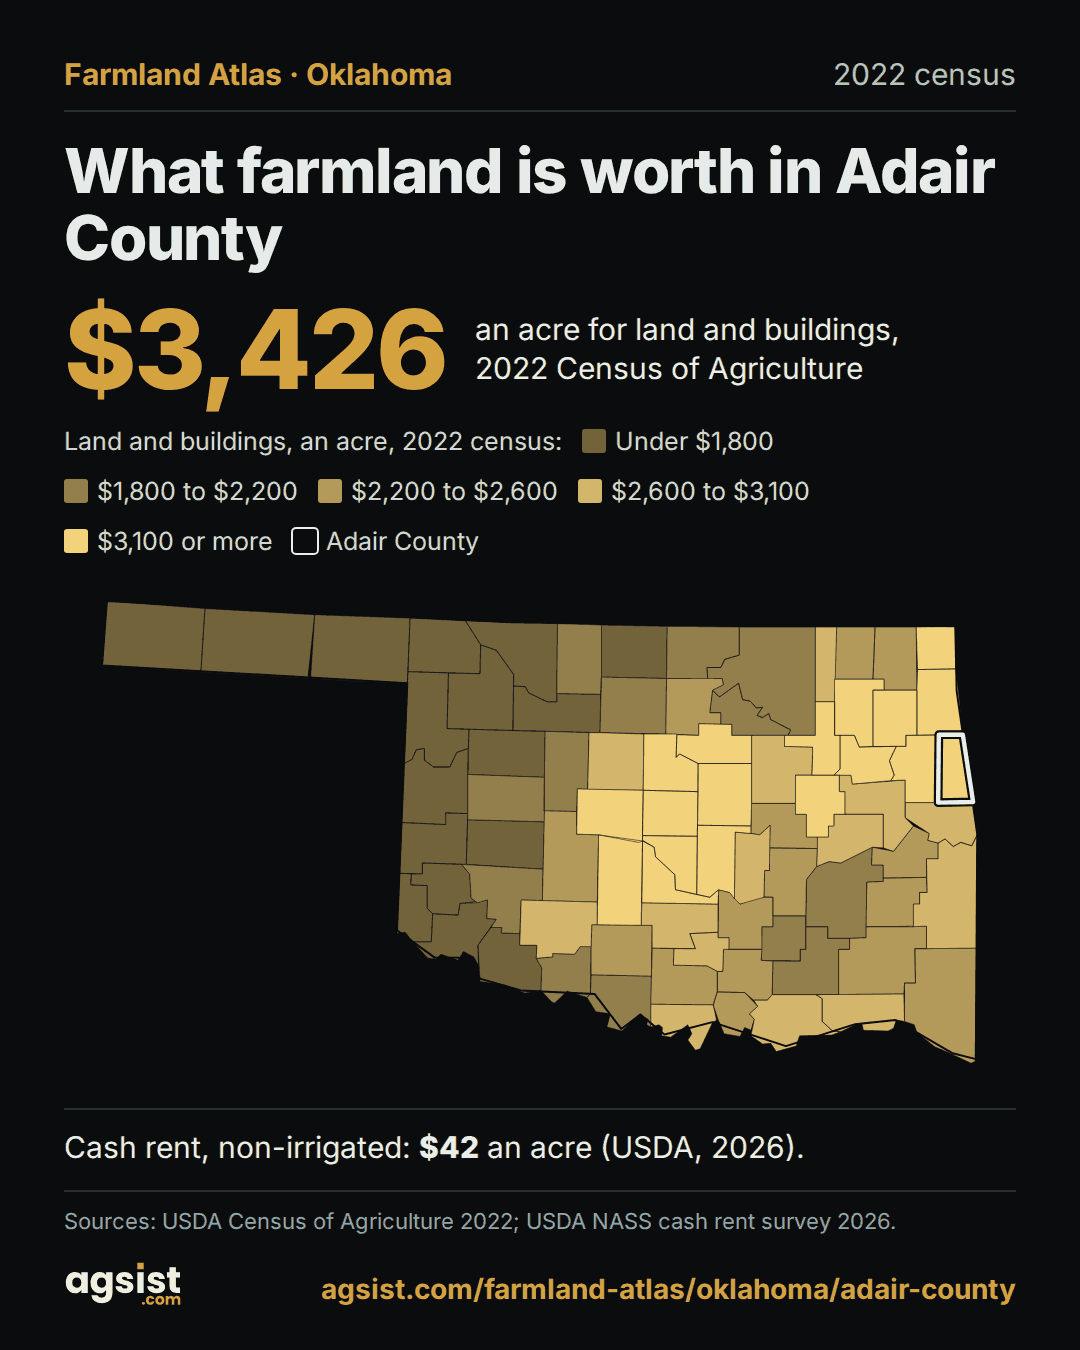 Farmland Atlas · Oklahoma
2022 census
What farmland is worth in Adair
County
$3,426
an acre for land and buildings,
2022 Census of Agriculture
Land and buildings, an acre, 2022 census: Under $1,800
$1,800 to $2,200 $2,200 to $2,600 $2,600 to $3,100
$3,100 or more Adair County
Cash rent, non-irrigated: $42 an acre (USDA, 2026).
Sources: USDA Census of Agriculture 2022; USDA NASS cash rent survey 2026.
agsist
.com
agsist.com/farmland-atlas/oklahoma/adair-county